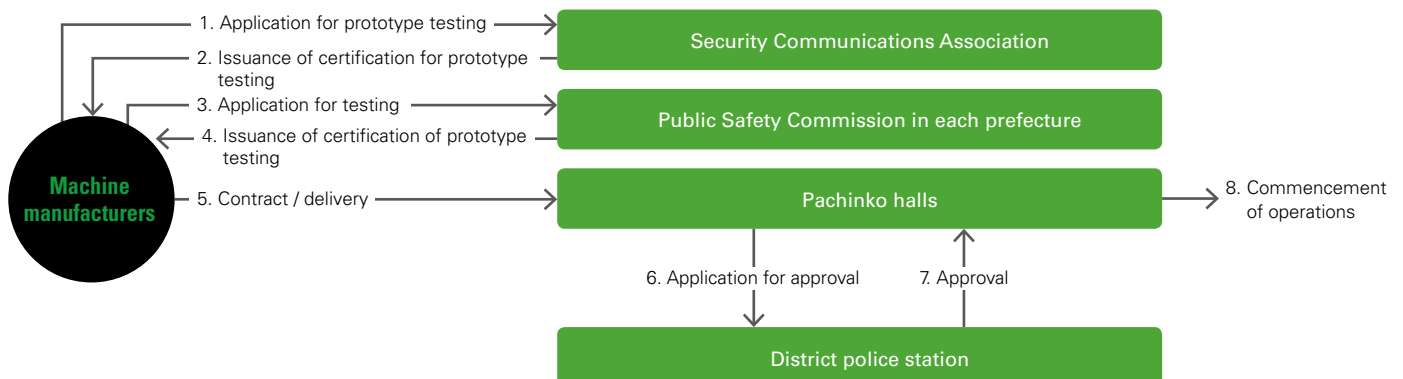 1. Application for prototype testing
Security Communications Association
2. Issuance of certification for prototype
testing
3. Application for testing
Public Safety Commission in each prefecture
4. Issuance of certification of prototype
testing
Machine
manufacturers
5. Contract / delivery
Pachinko halls
8. Commencement
of operations
6. Application for approval
7. Approval
District police station